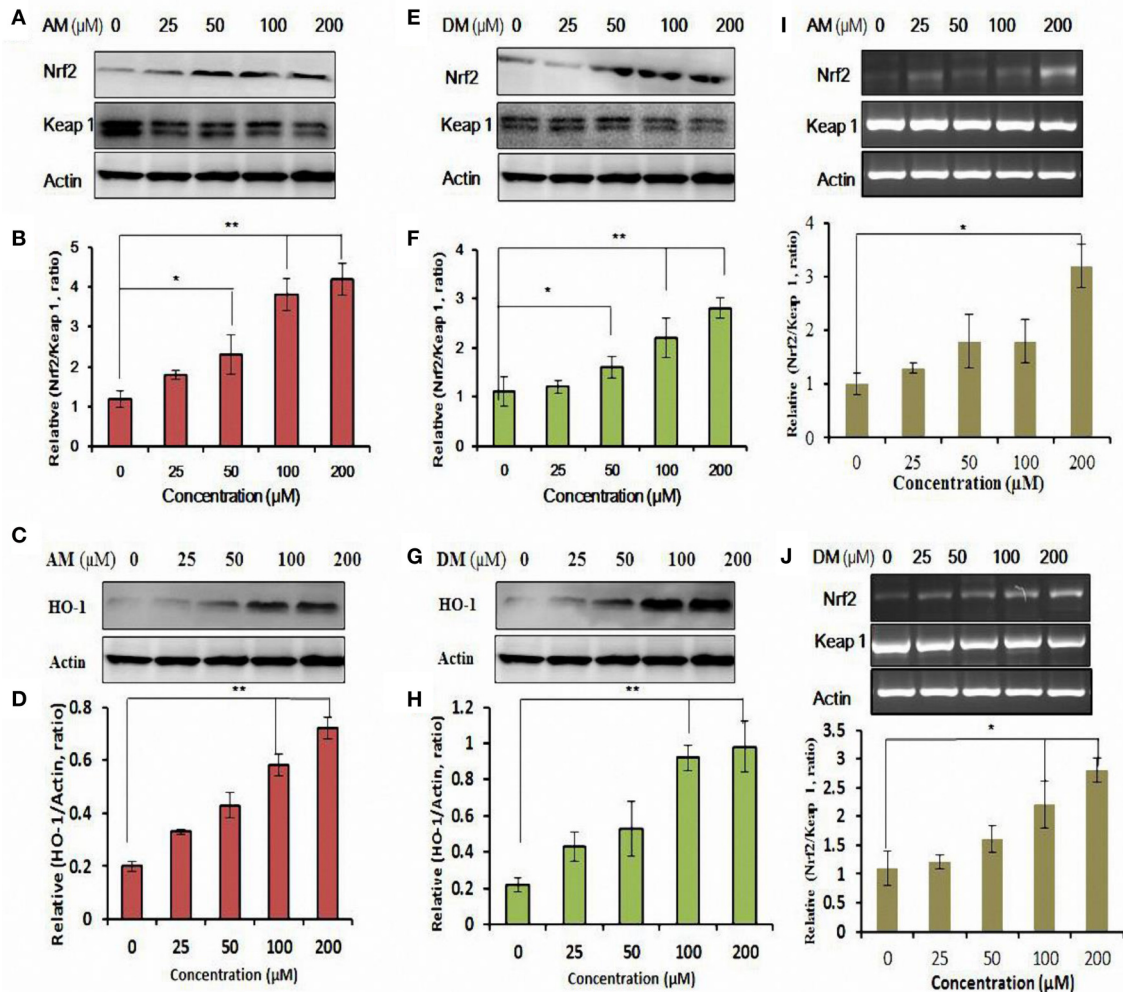 A
AM (µM) 0 25 50 100 200
Nrf2
Keap 1
Actin
B
**
*
Relative (Nrf2/Keap 1, ratio)
5
4
3
2
1
0
0 25 50 100 200
Concentration (µM)
C
AM (µM) 0 25 50 100 200
HO-1
Actin
D
**
Relative (HO-1/Actin, ratio)
0.8
0.6
0.4
0.2
0
0 25 50 100 200
Concentration (µM)
E
DM (µM) 0 25 50 100 200
Nrf2
Keap 1
Actin
F
**
*
Relative (Nrf2/Keap 1, ratio)
4
3
2
1
0
0 25 50 100 200
Concentration (µM)
G
DM (µM) 0 25 50 100 200
HO-1
Actin
H
**
Relative (HO-1/Actin, ratio)
1.2
1
0.8
0.6
0.4
0.2
0
0 25 50 100 200
Concentration (µM)
I
AM (µM) 0 25 50 100 200
Nrf2
Keap 1
Actin
*
Relative (Nrf2/Keap 1, ratio)
4
3
2
1
0
0 25 50 100 200
Concentration (µM)
J
DM (µM) 0 25 50 100 200
Nrf2
Keap 1
Actin
*
Relative (Nrf2/Keap 1, ratio)
3.5
3
2.5
2
1.5
1
0.5
0
0 25 50 100 200
Concentration (µM)